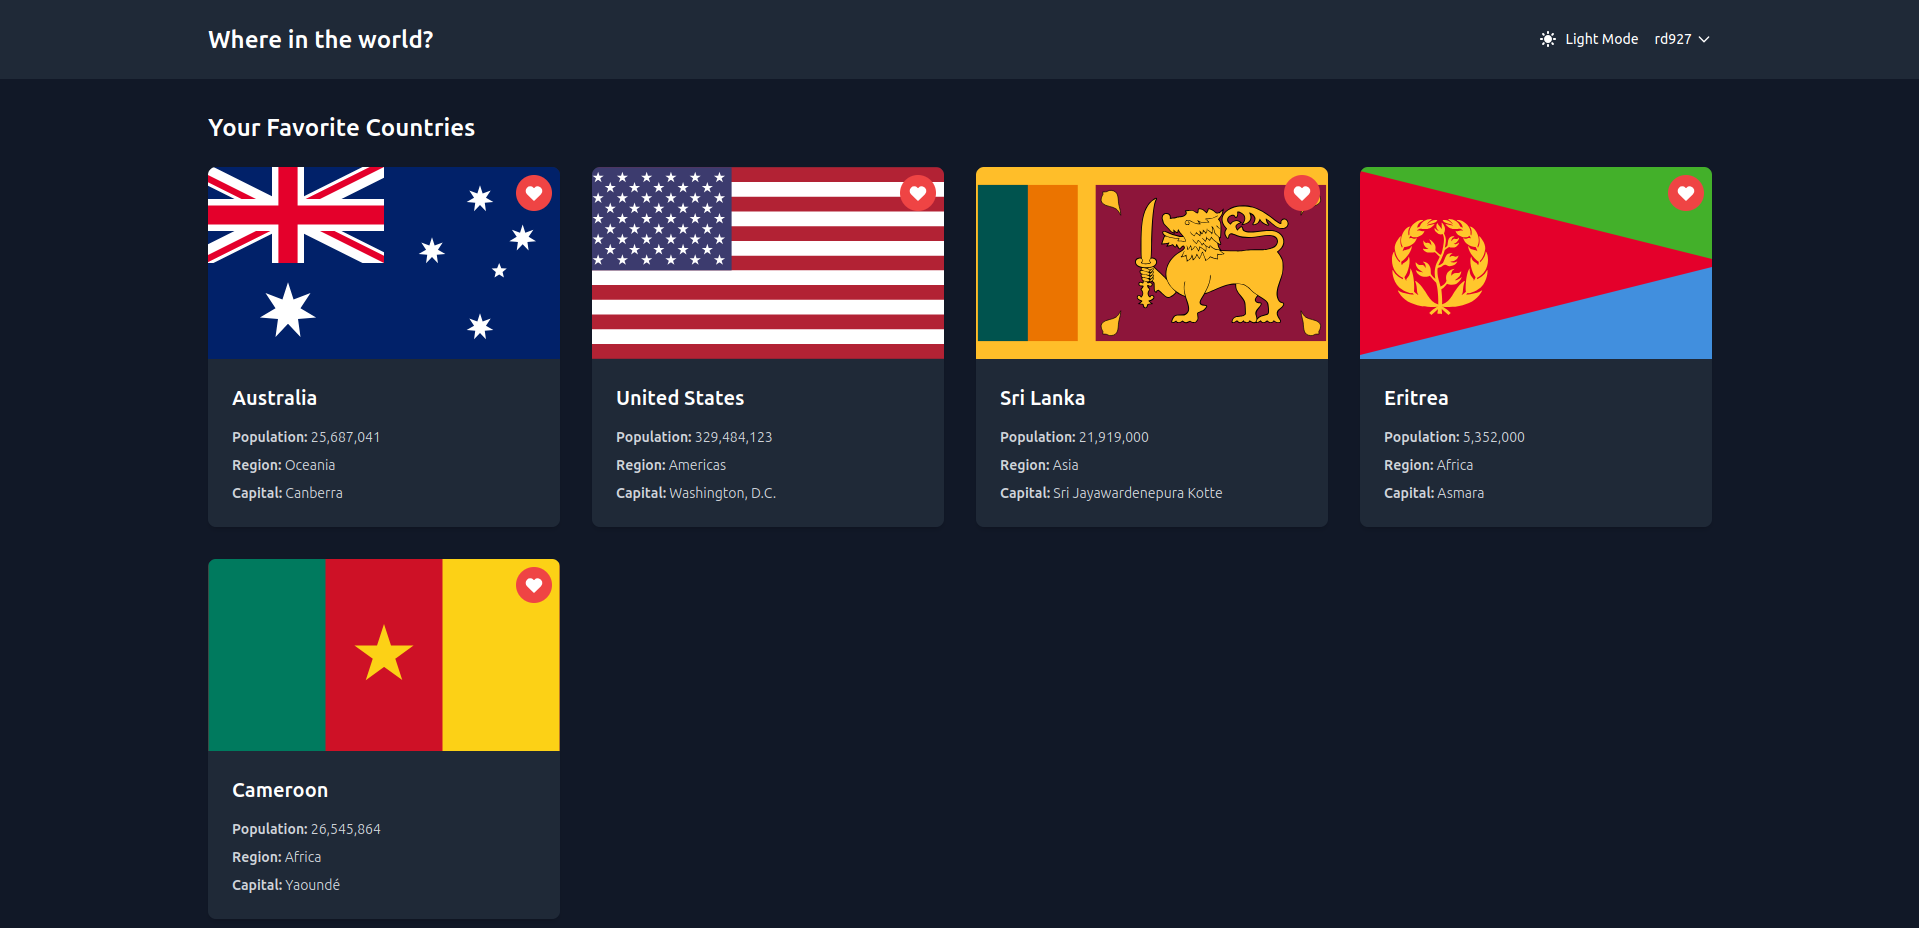 Where in the world?
Light Mode
rd927
Your Favorite Countries
Australia
Population: 25,687,041
Region: Oceania
Capital: Canberra
United States
Population: 329,484,123
Region: Americas
Capital: Washington, D.C.
Sri Lanka
Population: 21,919,000
Region: Asia
Capital: Sri Jayawardenepura Kotte
Eritrea
Population: 5,352,000
Region: Africa
Capital: Asmara
Cameroon
Population: 26,545,864
Region: Africa
Capital: Yaoundé